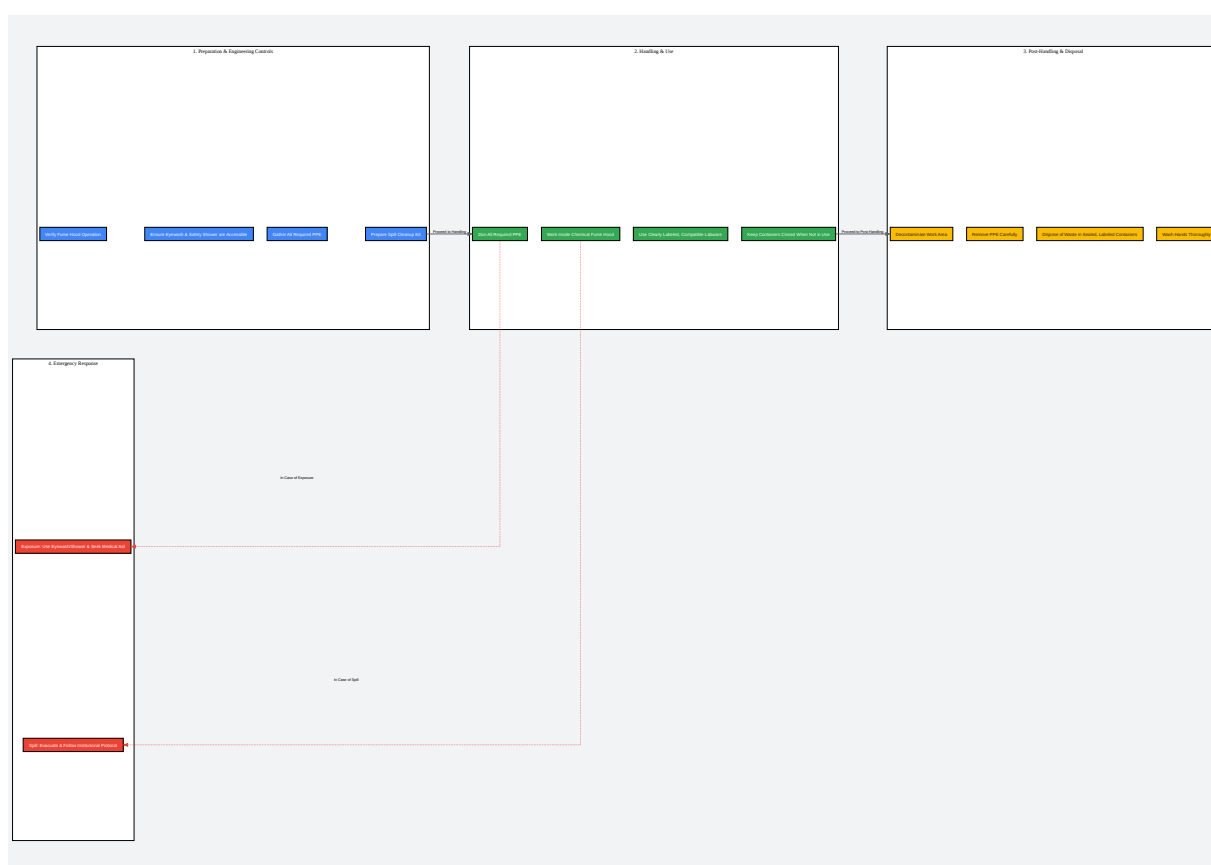 1. Preparation & Engineering Controls
2. Handling & Use
3. Post-Handling & Disposal
Verify Fume Hood Operation
Ensure Eyewash & Safety Shower are Accessible
Gather All Required PPE
Prepare Spill Cleanup Kit
Proceed to Handling
Don All Required PPE
Work Inside Chemical Fume Hood
Use Clearly Labeled, Compatible Labware
Keep Containers Closed When Not in Use
Proceed to Post-Handling
Decontaminate Work Area
Remove PPE Carefully
Dispose of Waste in Sealed, Labeled Containers
Wash Hands Thoroughly
4. Emergency Response
In Case of Exposure
Exposure: Use Eyewash/Shower & Seek Medical Aid
In Case of Spill
Spill: Evacuate & Follow Institutional Protocol